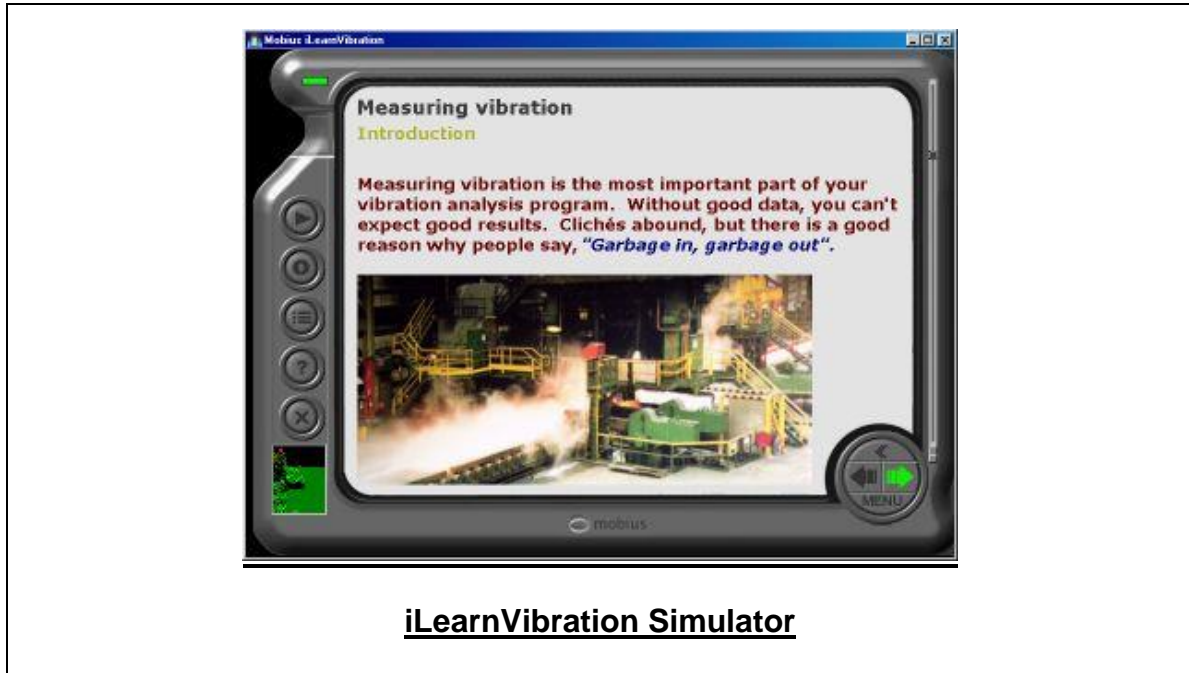 Mobius iLearnVibration
Measuring vibration
Introduction
Measuring vibration is the most important part of your
vibration analysis program.  Without good data, you can't
expect good results.  Clichés abound, but there is a good
reason why people say, "Garbage in, garbage out".
MENU
mobius
iLearnVibration Simulator